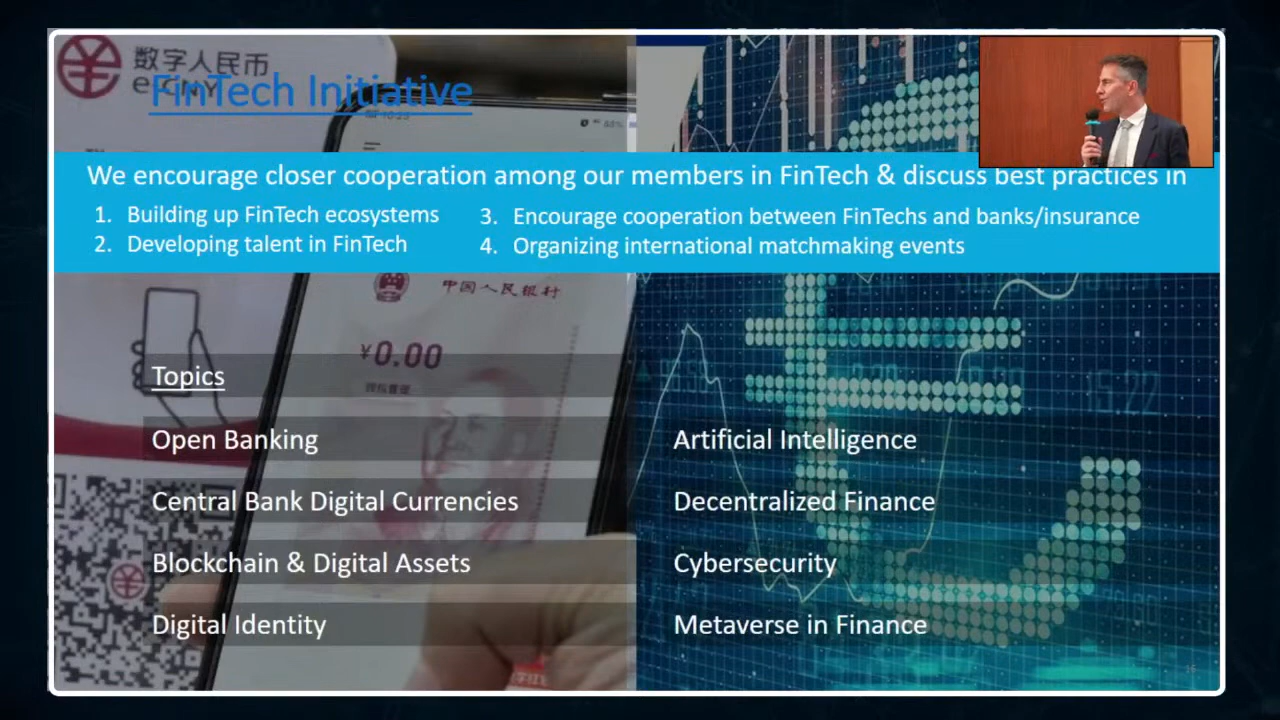 数字人民币
e-CNY
FinTech Initiative
We encourage closer cooperation among our members in FinTech & discuss best practices in
1. Building up FinTech ecosystems
2. Developing talent in FinTech
3. Encourage cooperation between FinTechs and banks/insurance
4. Organizing international matchmaking events
中国人民银行
¥0.00
Topics
Open Banking
Central Bank Digital Currencies
Blockchain & Digital Assets
Digital Identity
Artificial Intelligence
Decentralized Finance
Cybersecurity
Metaverse in Finance
16